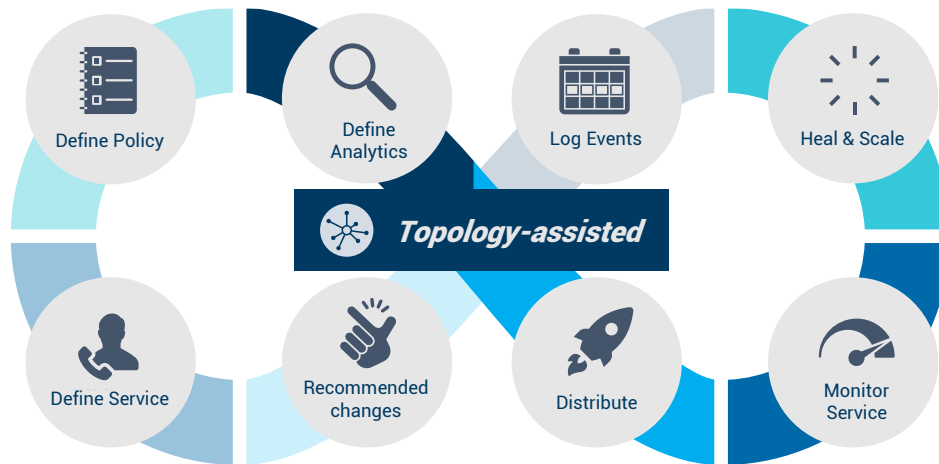 Define Policy
Define
Analytics
Log Events
Heal & Scale
Topology-assisted
Define Service
Recommended
changes
Distribute
Monitor
Service